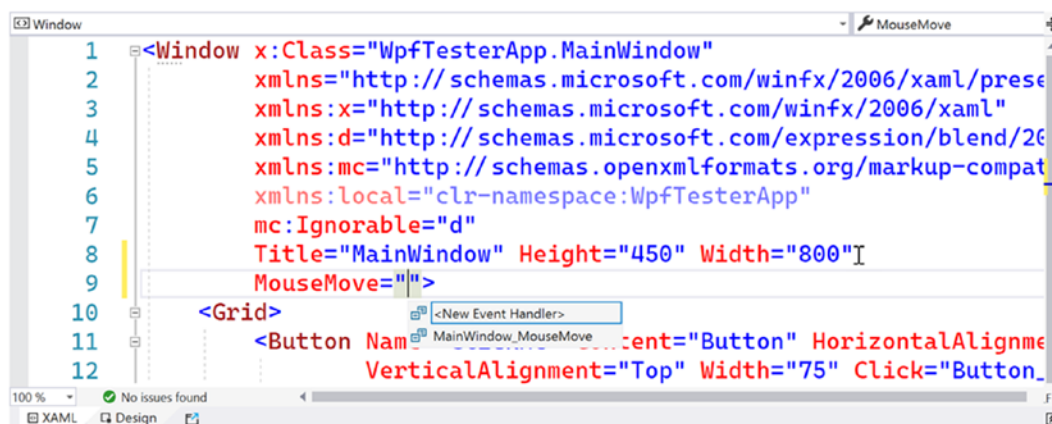 Window MouseMove
1 <Window x:Class="WpfTesterApp.MainWindow"
2 xmlns="http://schemas.microsoft.com/winfx/2006/xaml/prese
3 xmlns:x="http://schemas.microsoft.com/winfx/2006/xaml"
4 xmlns:d="http://schemas.microsoft.com/expression/blend/20
5 xmlns:mc="http://schemas.openxmlformats.org/markup-compat
6 xmlns:local="clr-namespace:WpfTesterApp"
7 mc:Ignorable="d"
8 Title="MainWindow" Height="450" Width="800"
9 MouseMove="">
10 <Grid>
<New Event Handler>
11 <Button Nam ent="Button" HorizontalAlignme
MainWindow_MouseMove
12 VerticalAlignment="Top" Width="75" Click="Button_
100 % No issues found
XAML Design